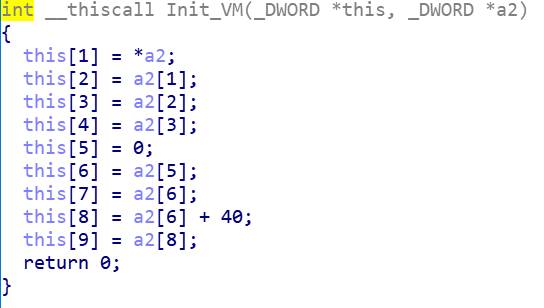 int __thiscall Init_VM(_DWORD *this, _DWORD *a2)
{
this[1] = *a2;
this[2] = a2[1];
this[3] = a2[2];
this[4] = a2[3];
this[5] = 0;
this[6] = a2[5];
this[7] = a2[6];
this[8] = a2[6] + 40;
this[9] = a2[8];
return 0;
}